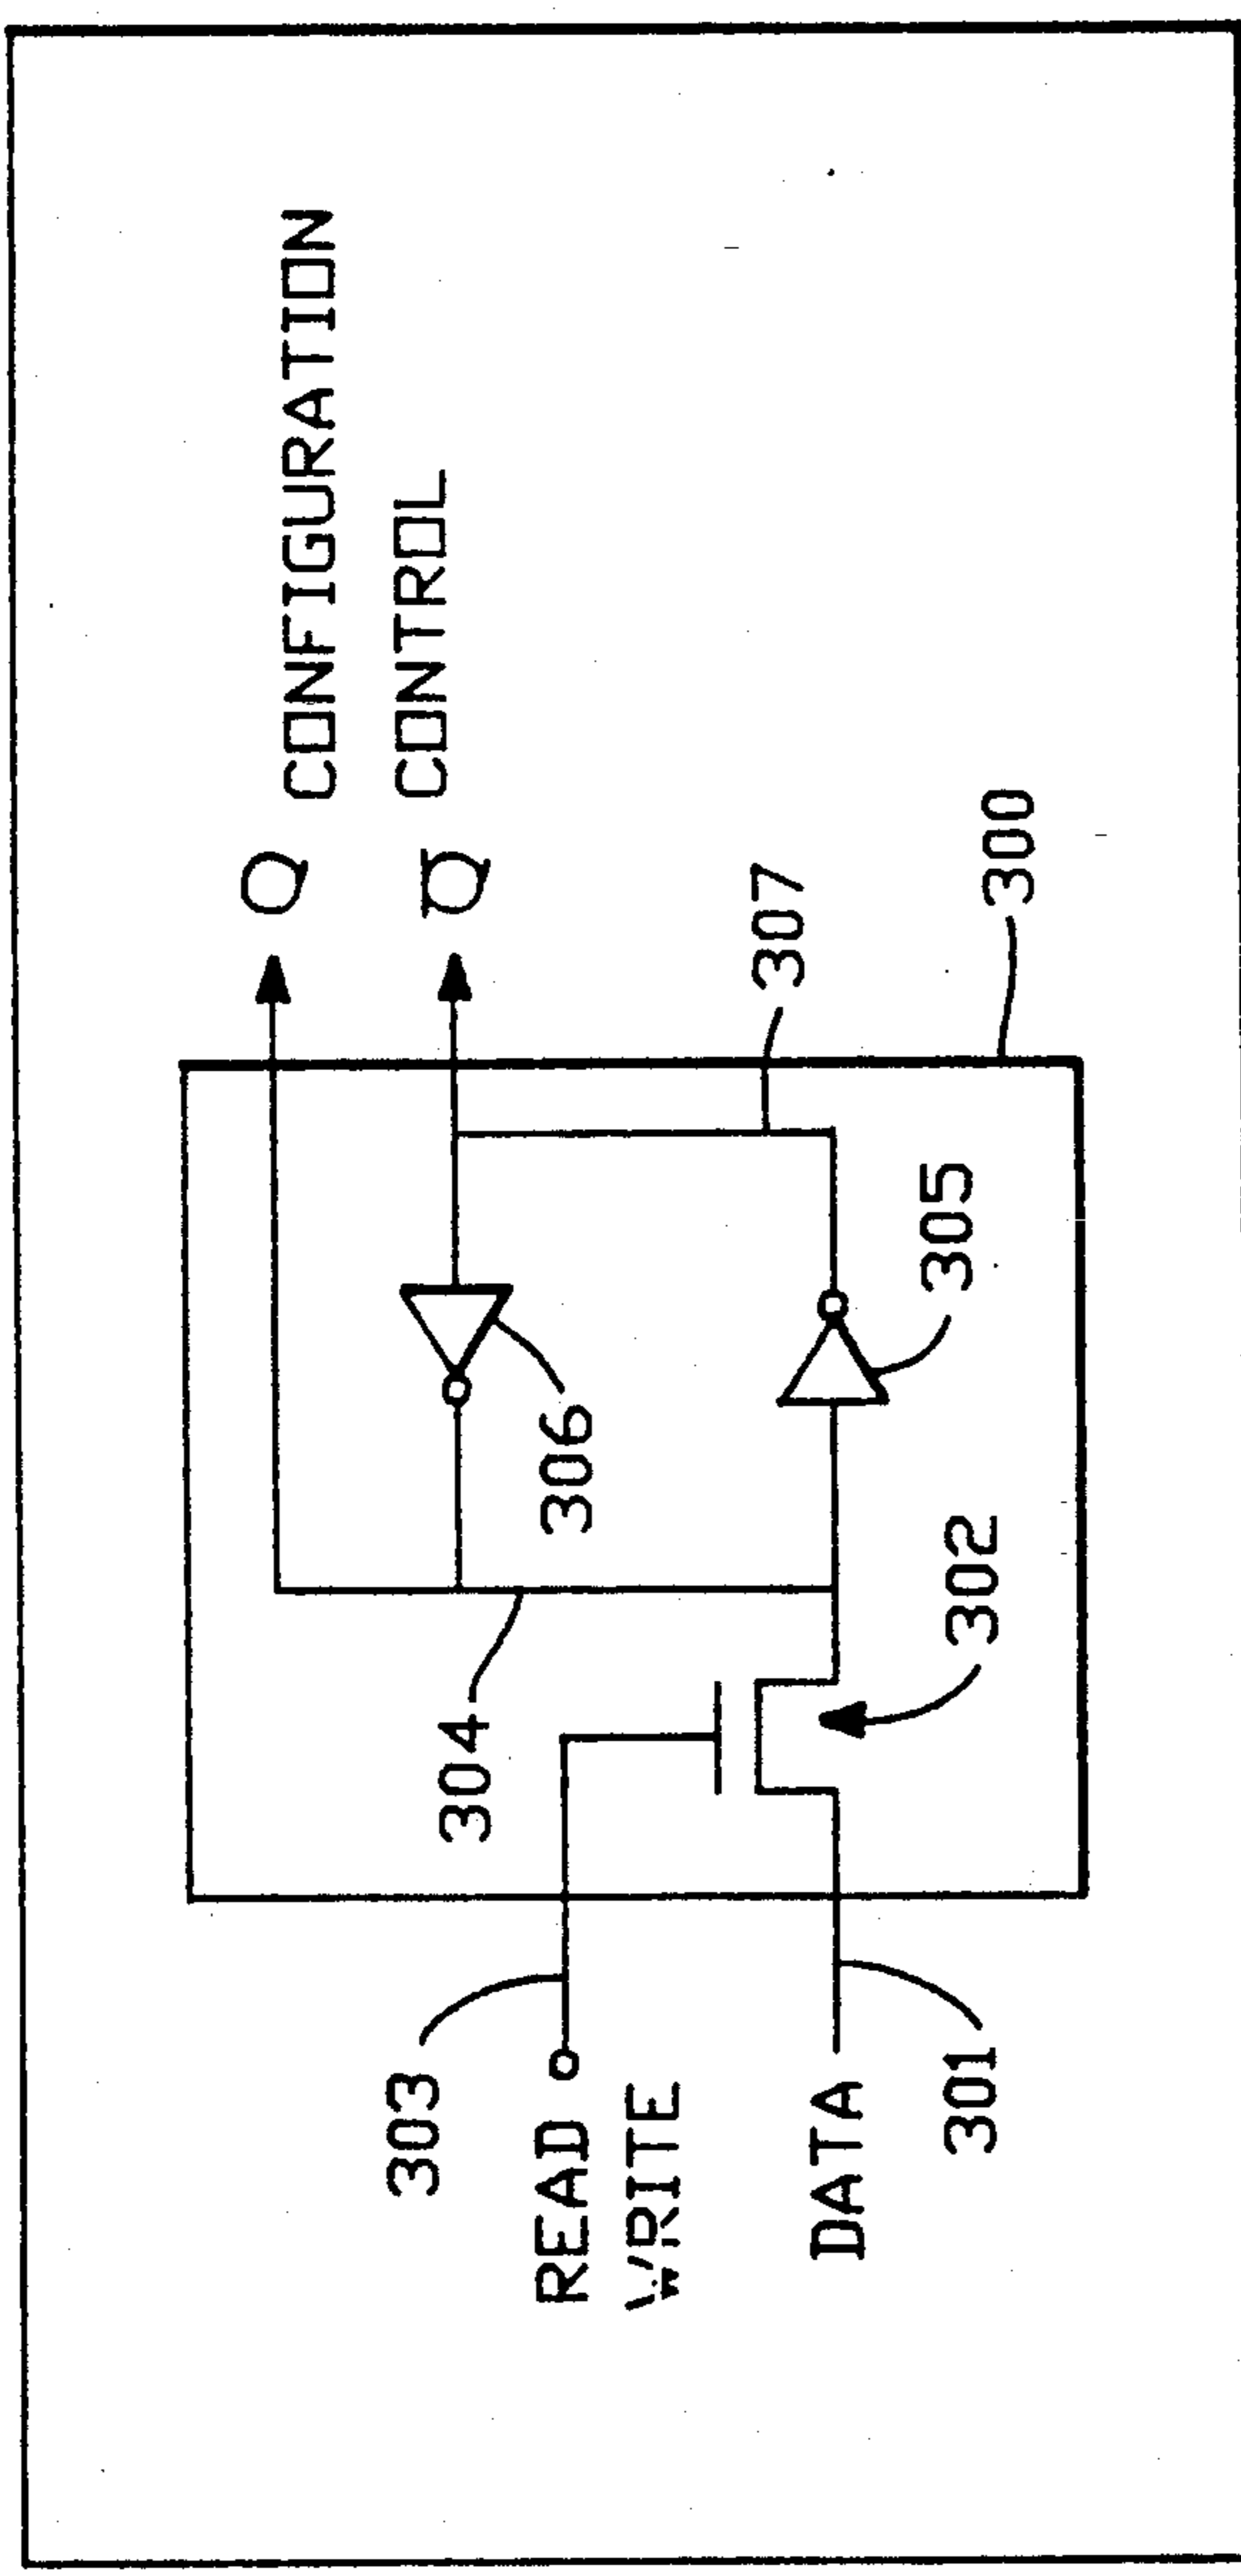 Q CONFIGURATION
Q̅ CONTROL
307
300
306
305
304
302
303
READ
WRITE
DATA
301